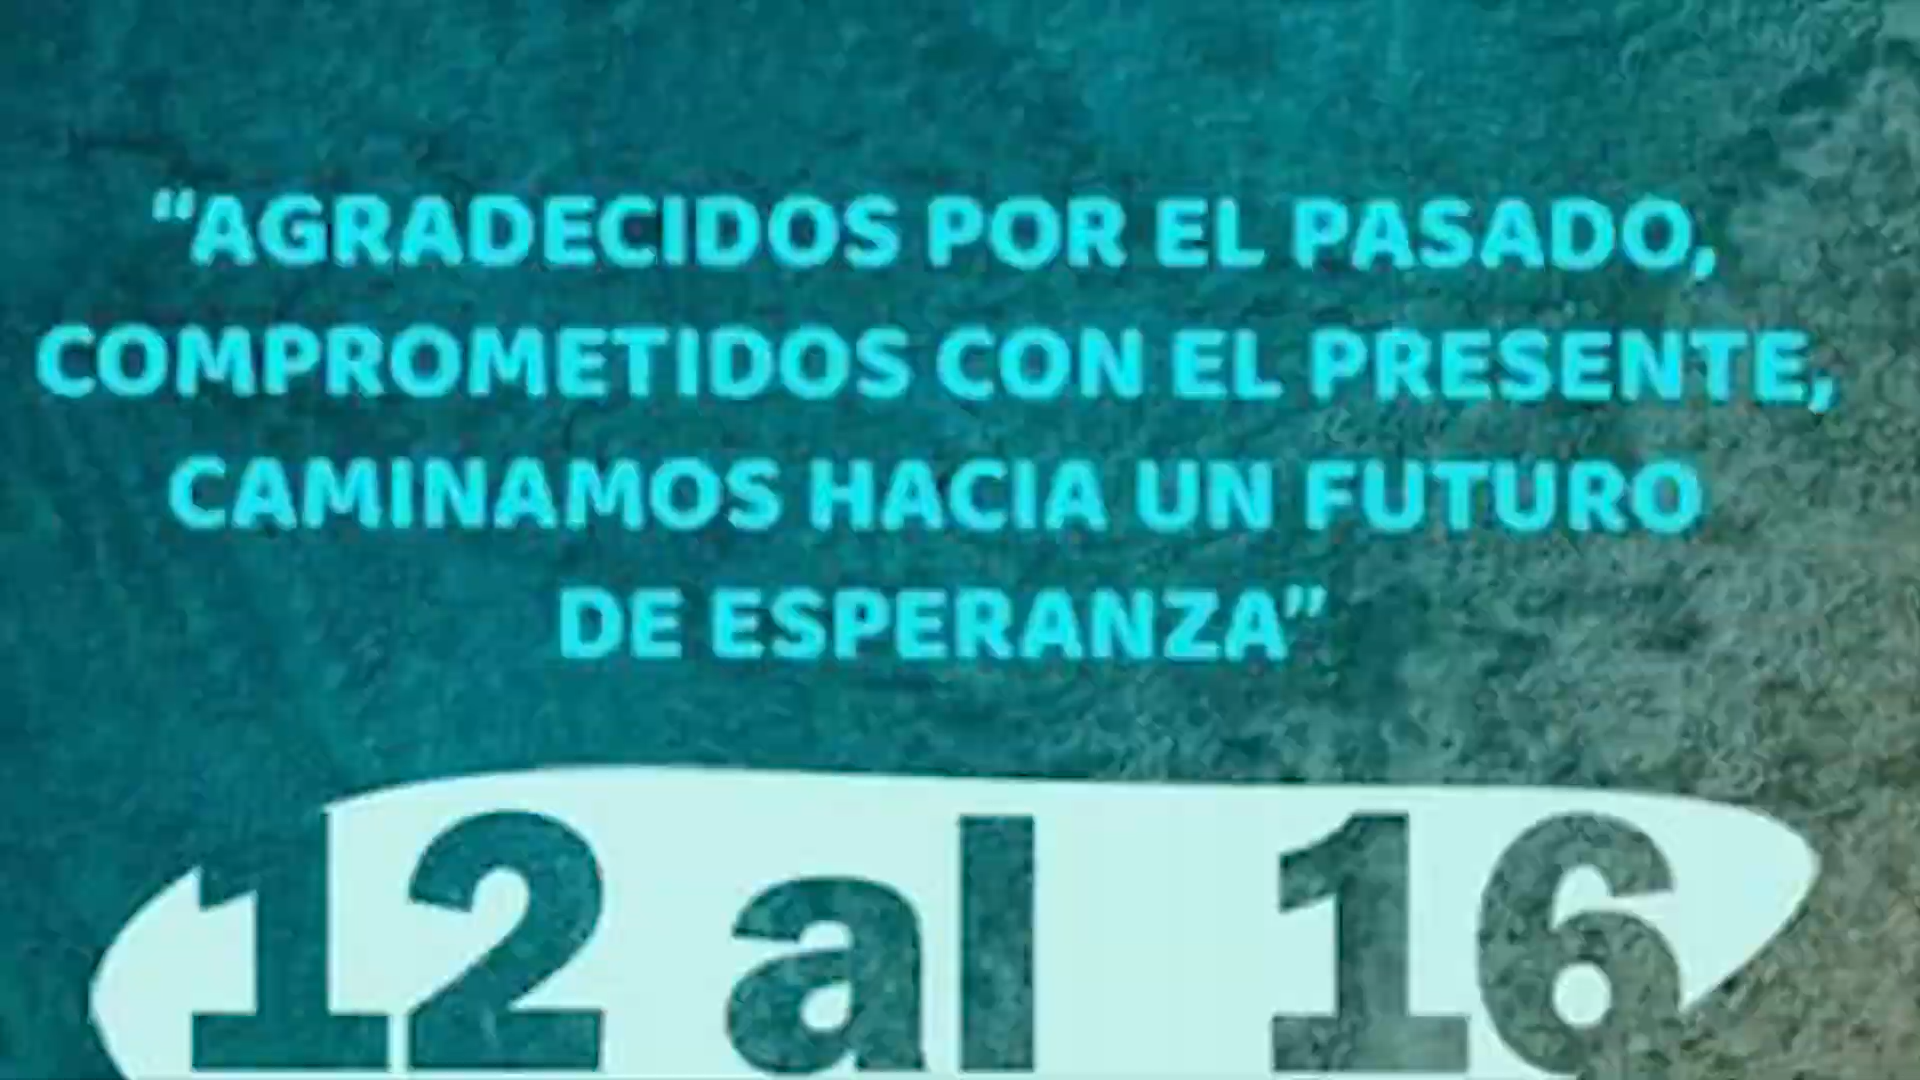 “AGRADECIDOS POR EL PASADO,
COMPROMETIDOS CON EL PRESENTE,
CAMINAMOS HACIA UN FUTURO
DE ESPERANZA”
12 al 16